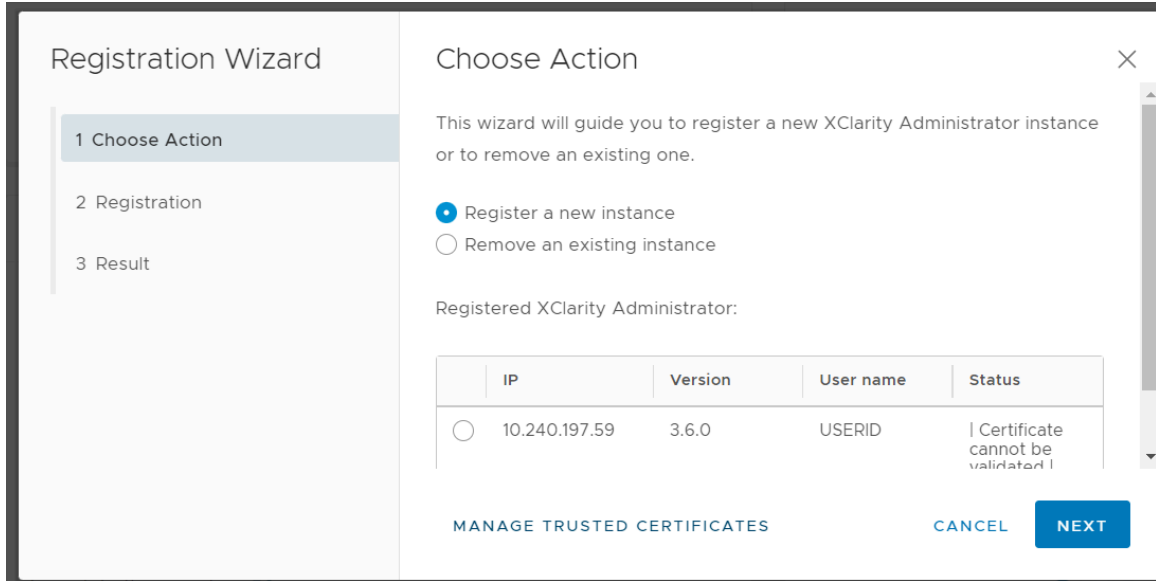 Registration Wizard
1 Choose Action
2 Registration
3 Result
Choose Action
This wizard will guide you to register a new XClarity Administrator instance
or to remove an existing one.
Register a new instance
Remove an existing instance
Registered XClarity Administrator:
IP Version User name Status
10.240.197.59 3.6.0 USERID | Certificate
cannot be
validated |
MANAGE TRUSTED CERTIFICATES CANCEL NEXT